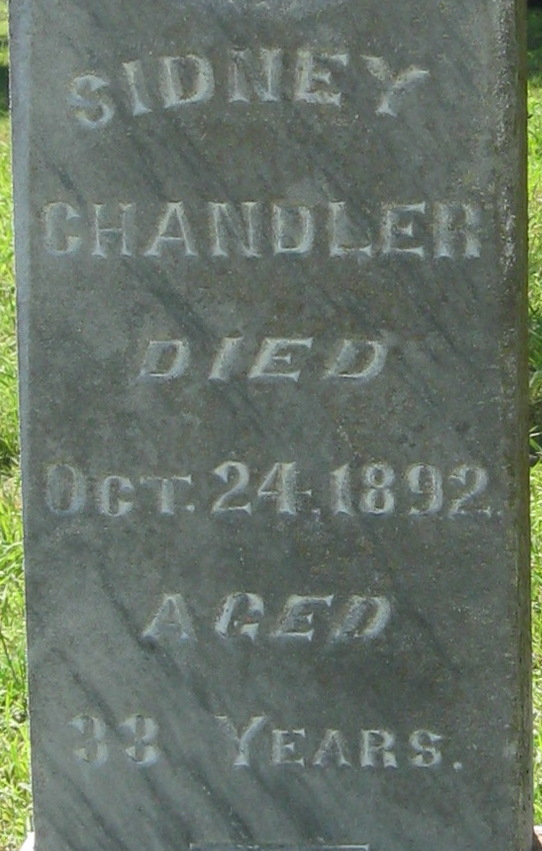 SIDNEY
CHANDLER
DIED
OCT. 24, 1892.
AGED
33 YEARS.